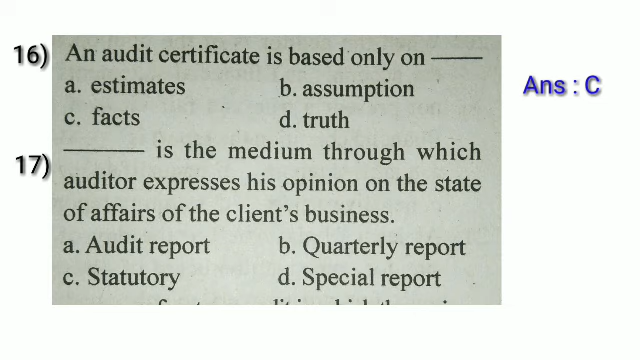 16) An audit certificate is based only on ———
a. estimates b. assumption
c. facts d. truth
Ans : C
17) ——— is the medium through which
auditor expresses his opinion on the state
of affairs of the client's business.
a. Audit report b. Quarterly report
c. Statutory d. Special report